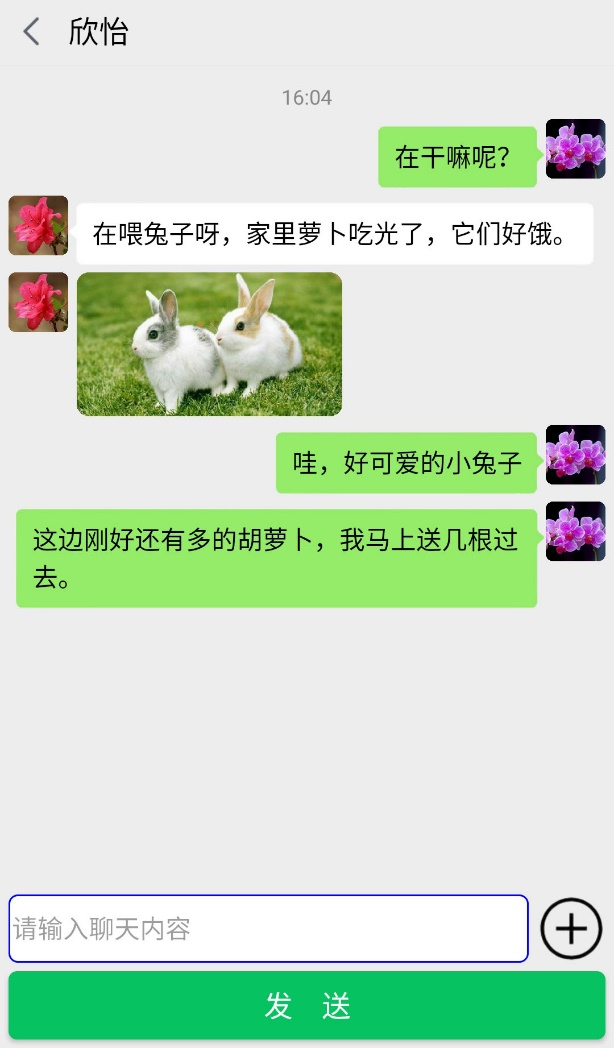 欣怡
16:04
在干嘛呢？
在喂兔子呀，家里萝卜吃光了，它们好饿。
哇，好可爱的小兔子
这边刚好还有多的胡萝卜，我马上送几根过
去。
请输入聊天内容
发 送